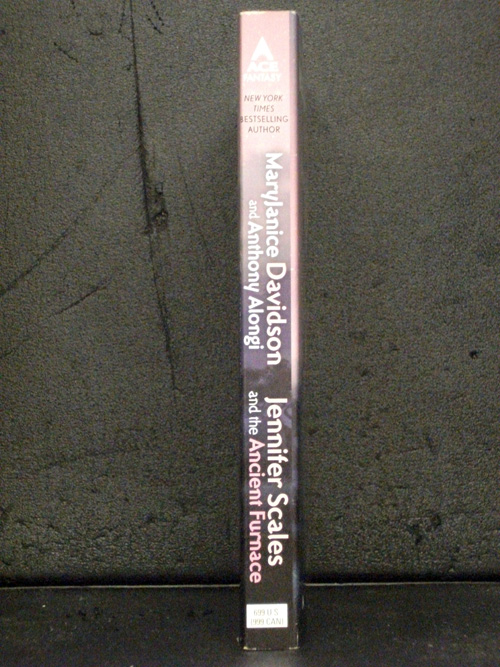 ACE
FANTASY
NEW YORK
TIMES
BESTSELLING
AUTHOR
MaryJanice Davidson
and Anthony Alongi
Jennifer Scales
and the Ancient Furnace